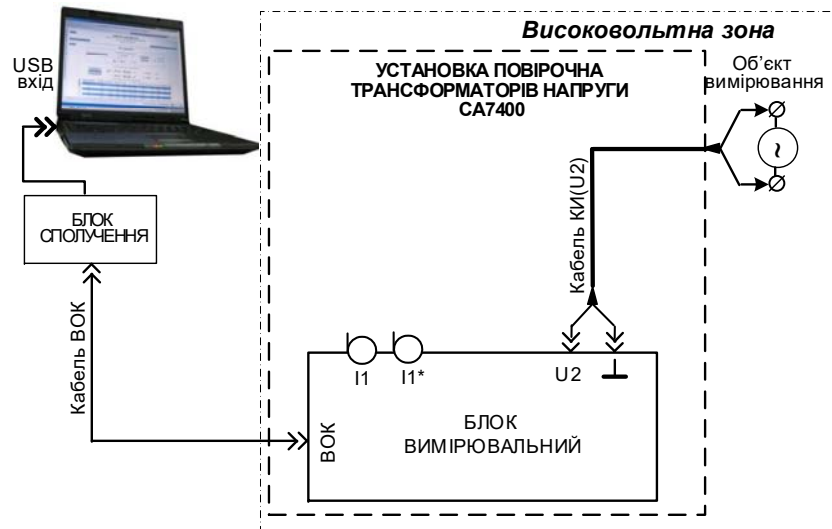 Високовольтна зона
USB
вхід
УСТАНОВКА ПОВІРОЧНА
ТРАНСФОРМАТОРІВ НАПРУГИ
СА7400
Об’єкт
вимірювання
~
Кабель КИ(U2)
БЛОК
СПОЛУЧЕННЯ
Кабель ВОК
I1
I1*
U2
ВОК
БЛОК
ВИМІРЮВАЛЬНИЙ